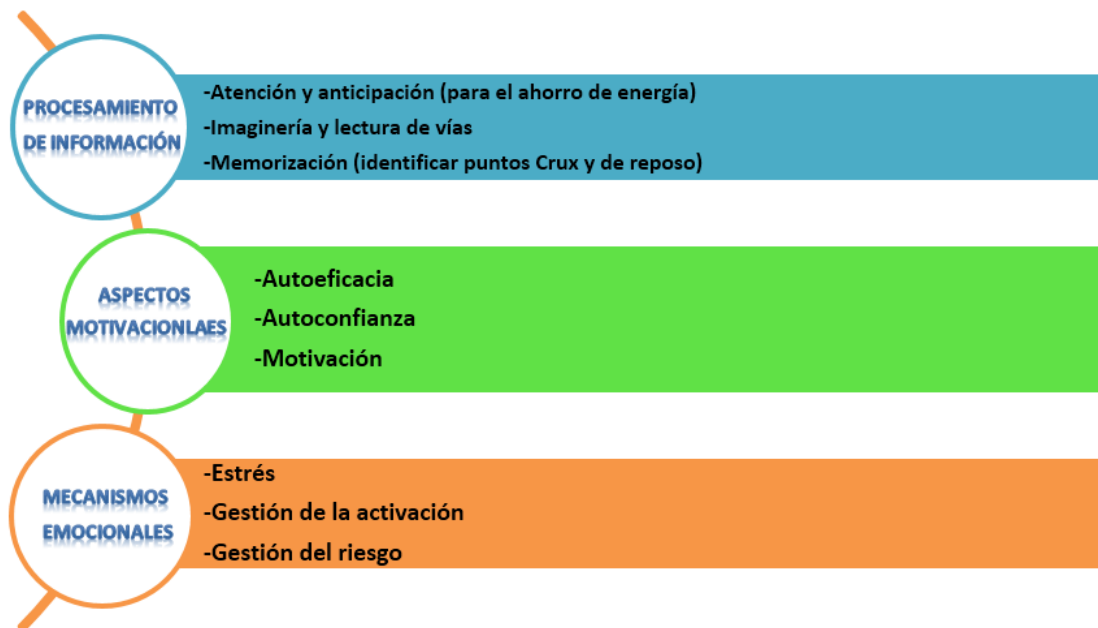 PROCESAMIENTO
DE INFORMACIÓN
-Atención y anticipación (para el ahorro de energía)
-Imaginería y lectura de vías
-Memorización (identificar puntos Crux y de reposo)
ASPECTOS
MOTIVACIONLAES
-Autoeficacia
-Autoconfianza
-Motivación
MECANISMOS
EMOCIONALES
-Estrés
-Gestión de la activación
-Gestión del riesgo